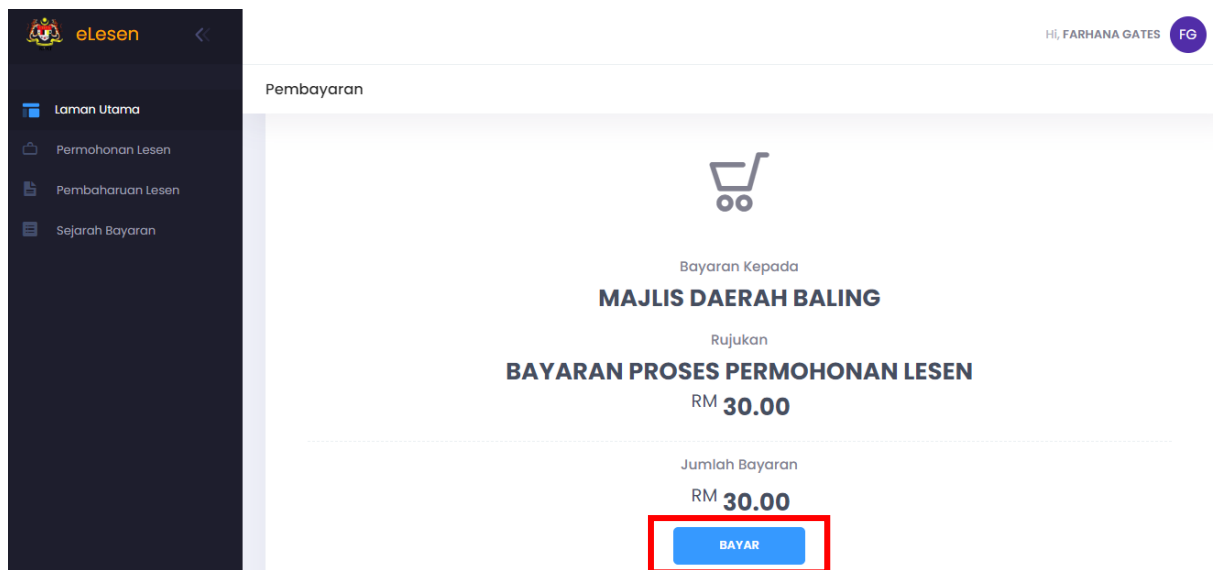 eLesen
Hi, FARHANA GATES FG
Pembayaran
Laman Utama
Permohonan Lesen
Pembaharuan Lesen
Sejarah Bayaran
Bayaran Kepada
MAJLIS DAERAH BALING
Rujukan
BAYARAN PROSES PERMOHONAN LESEN
RM 30.00
Jumlah Bayaran
RM 30.00
BAYAR